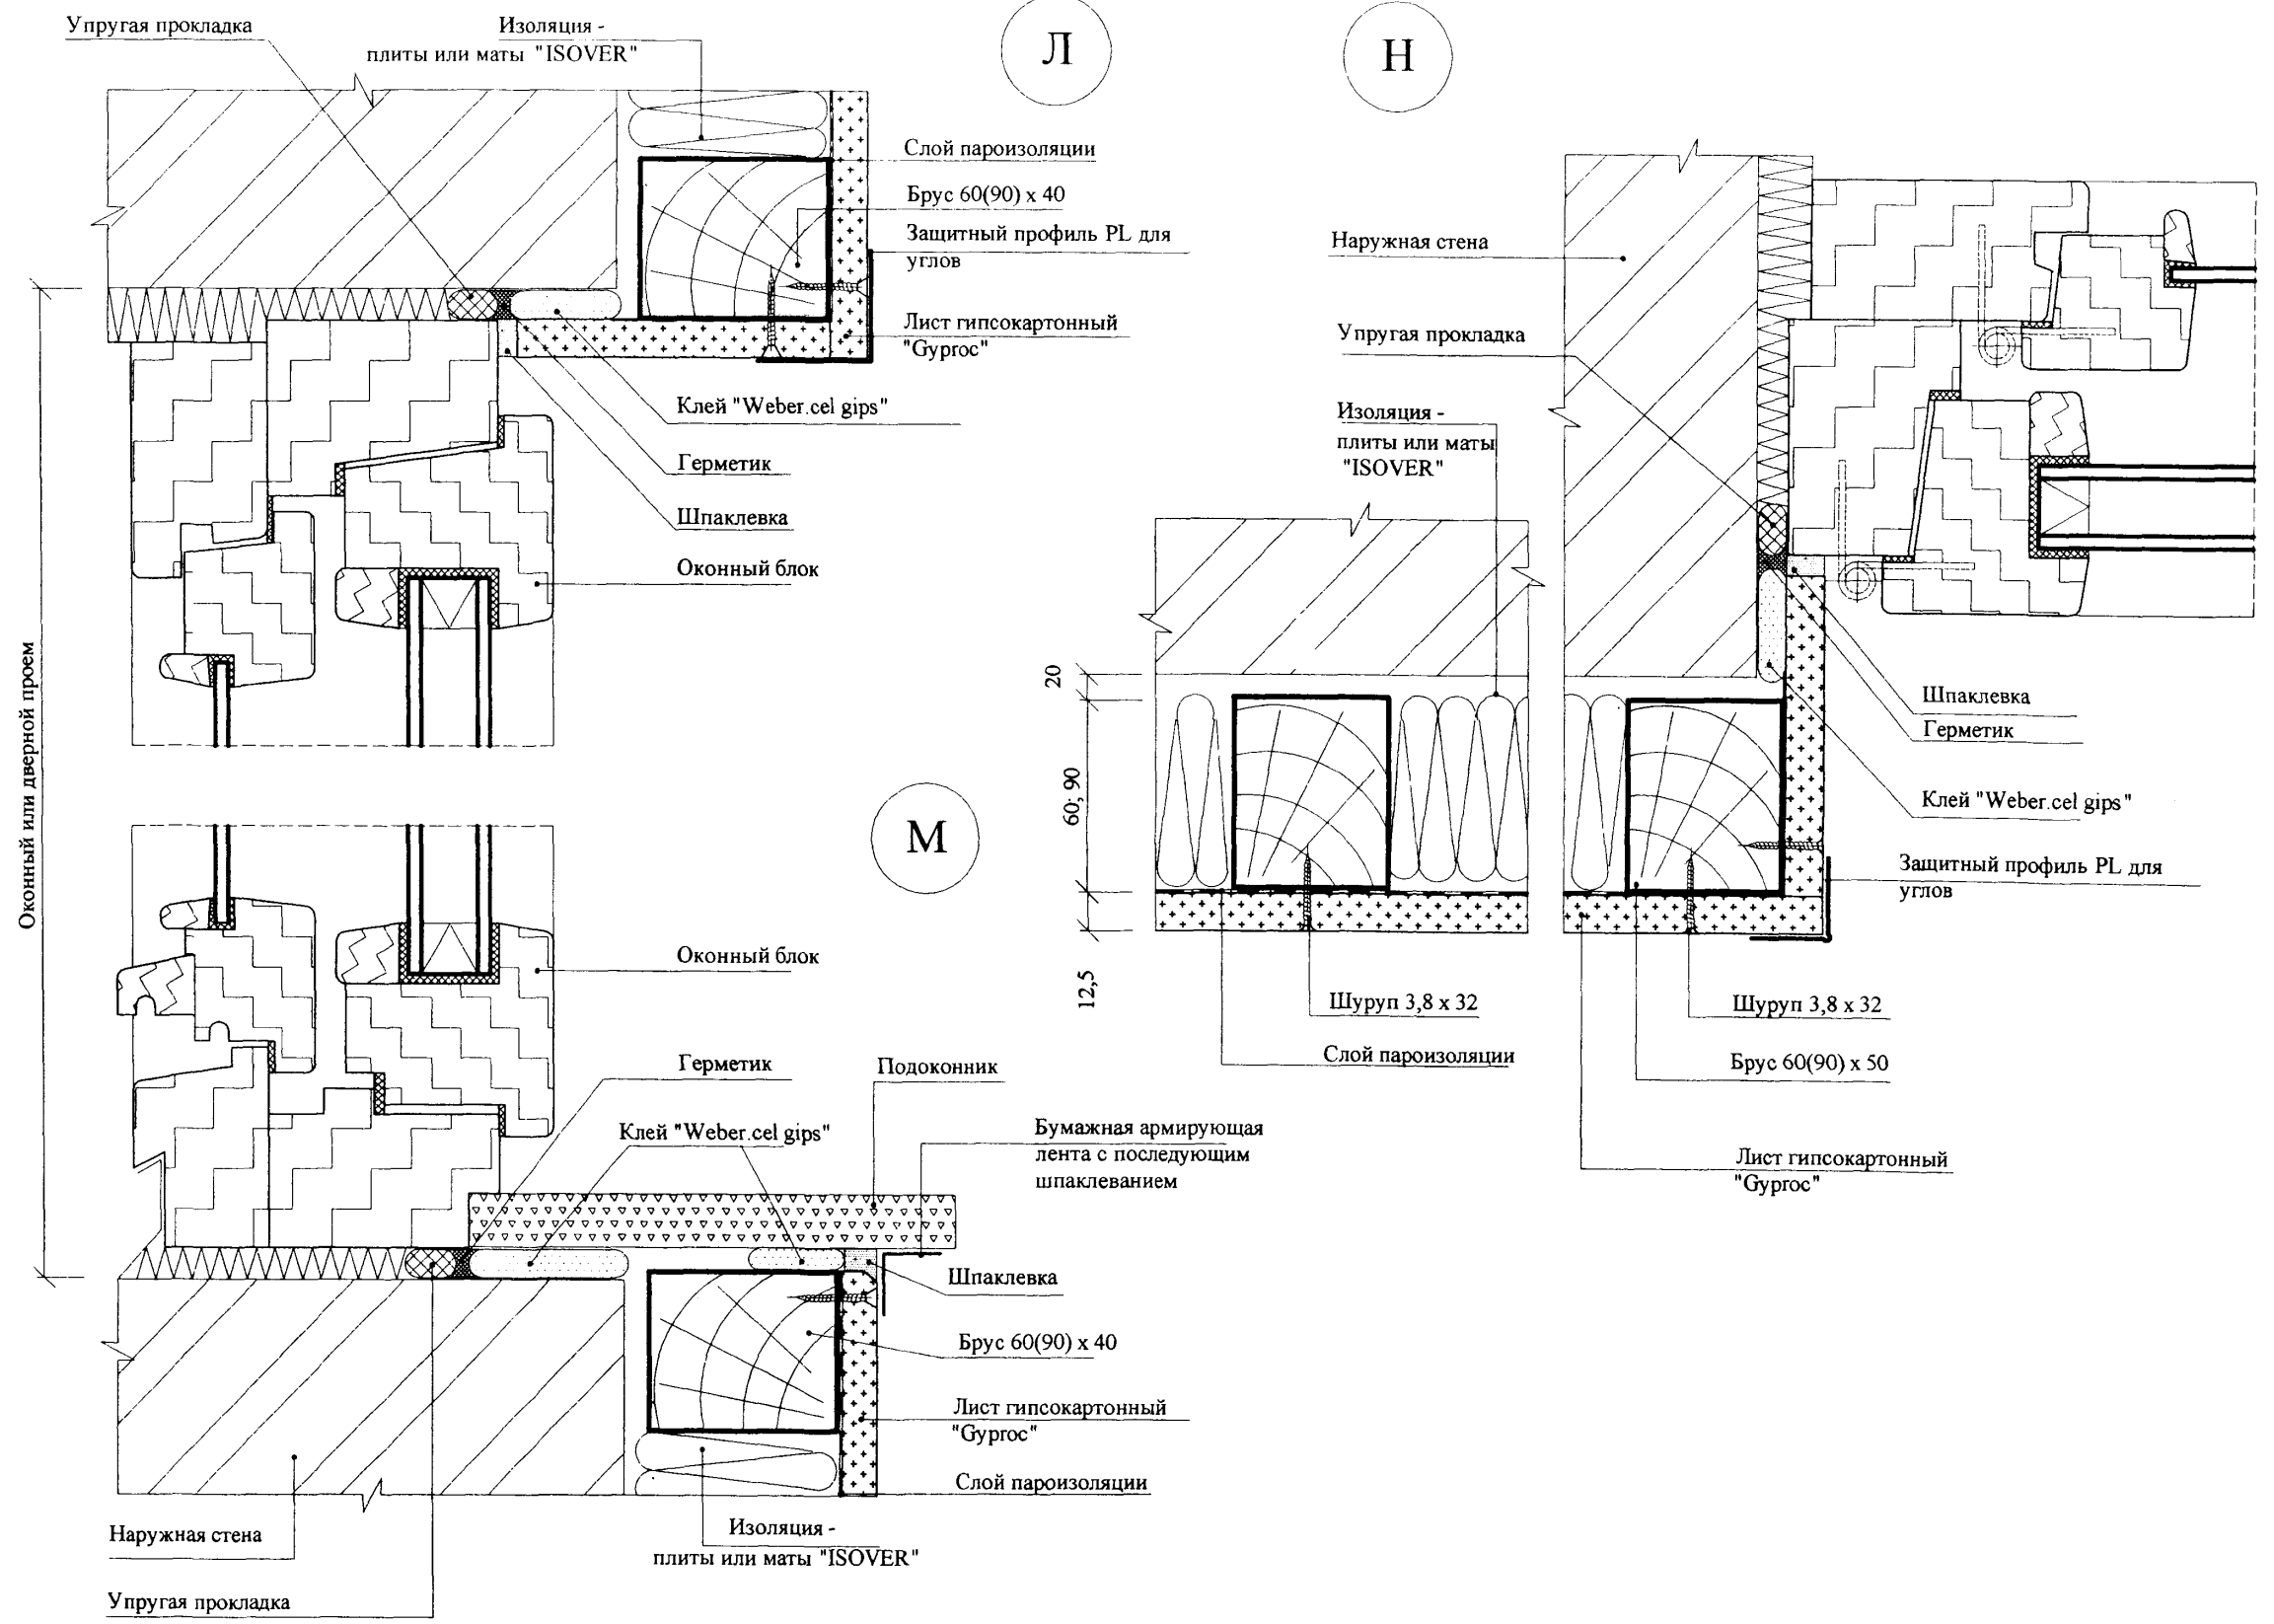 Упругая прокладка
Изоляция -
плиты или маты "ISOVER"
Л
Слой пароизоляции
Брус 60(90) х 40
Защитный профиль PL для
углов
Лист гипсокартонный
"Gyproc"
Клей "Weber.cel gips"
Герметик
Шпаклевка
Оконный блок
Оконный или дверной проем
М
Оконный блок
Герметик
Подоконник
Клей "Weber.cel gips"
Бумажная армирующая
лента с последующим
шпаклеванием
Шпаклевка
Брус 60(90) х 40
Лист гипсокартонный
"Gyproc"
Слой пароизоляции
Наружная стена
Изоляция -
плиты или маты "ISOVER"
Упругая прокладка
Н
Наружная стена
Упругая прокладка
Изоляция -
плиты или маты
"ISOVER"
20
60; 90
12,5
Шпаклевка
Герметик
Клей "Weber.cel gips"
Защитный профиль PL для
углов
Шуруп 3,8 х 32
Шуруп 3,8 х 32
Слой пароизоляции
Брус 60(90) х 50
Лист гипсокартонный
"Gyproc"